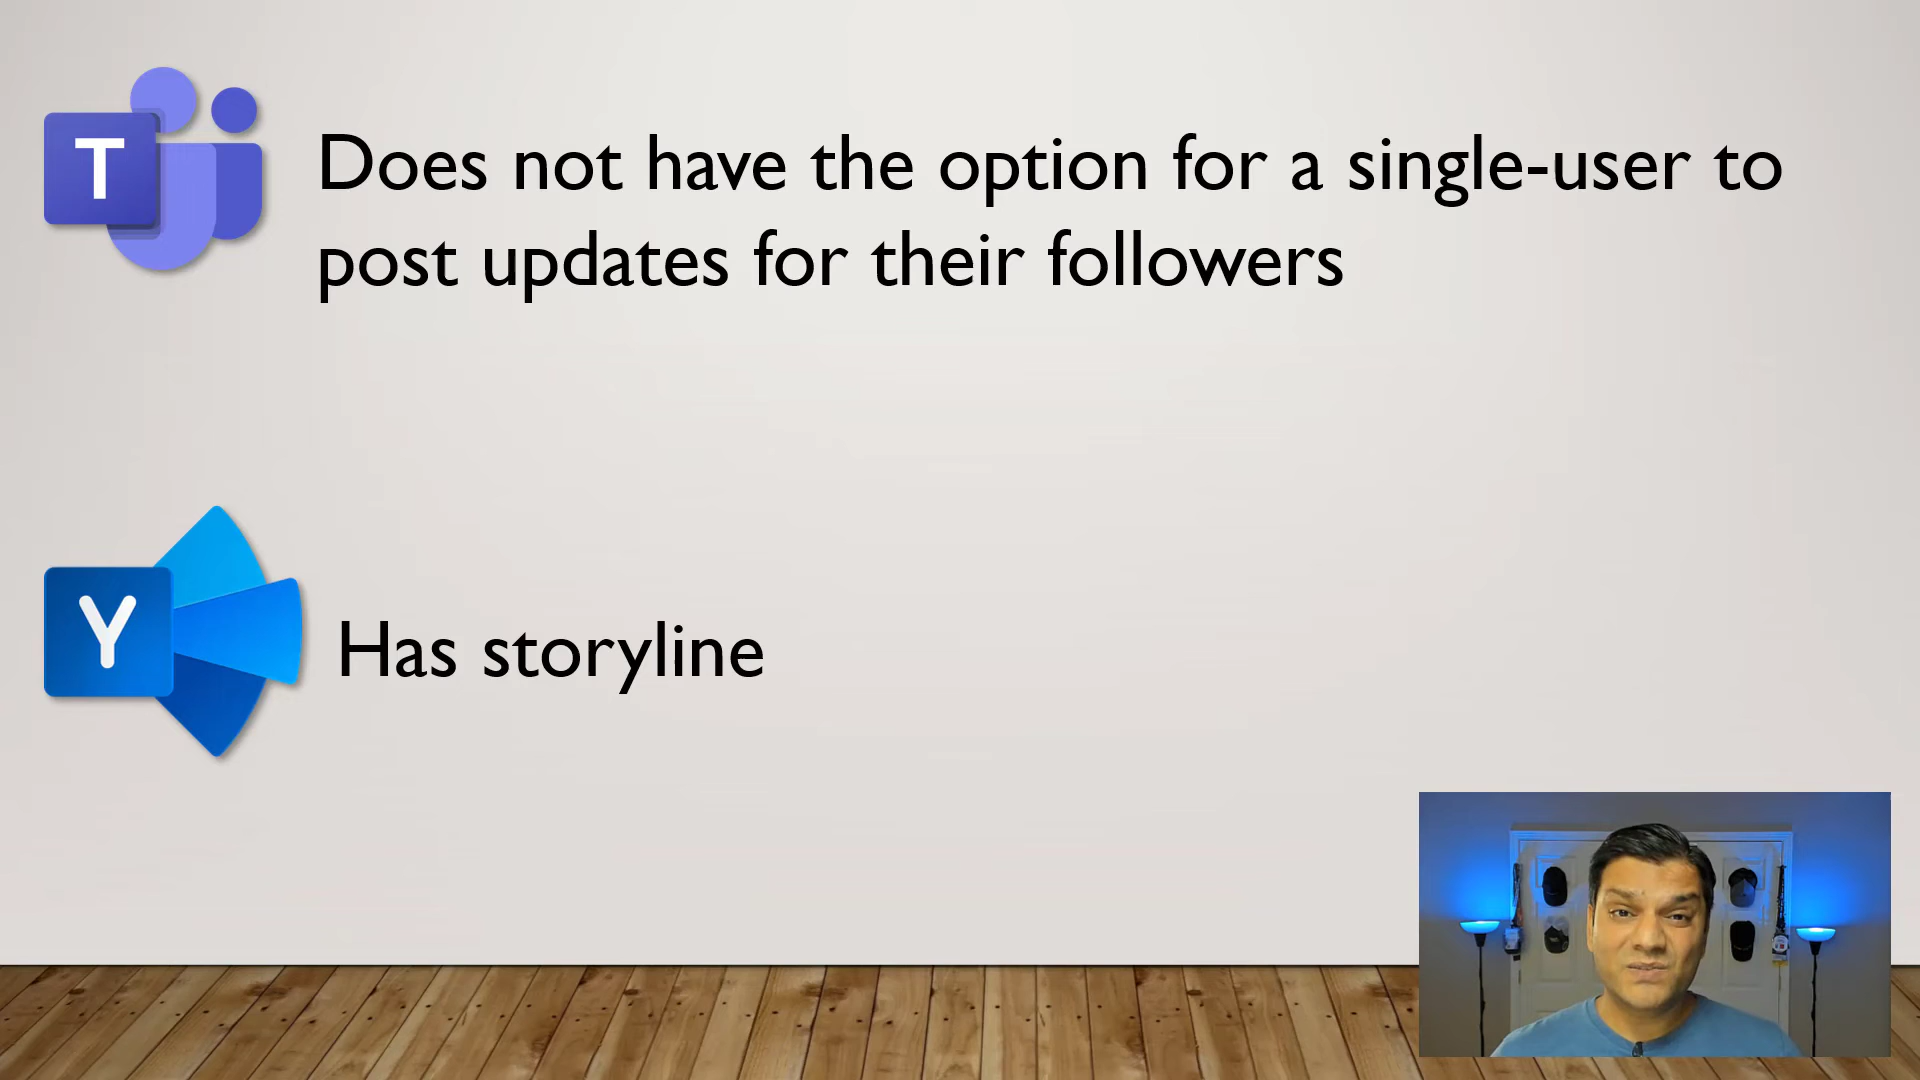 T
Does not have the option for a single-user to
post updates for their followers
Y
Has storyline